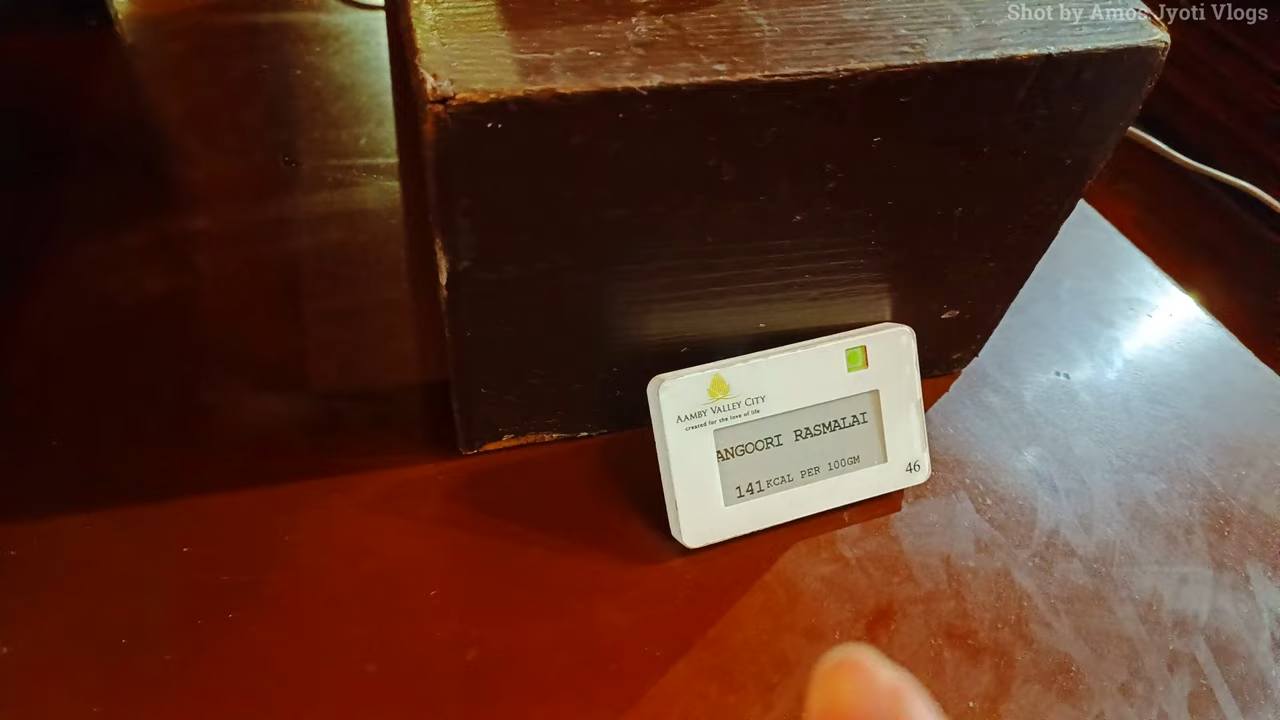 Shot by Amos Jyoti Vlogs
AAMBY VALLEY CITY
created for the love of life
ANGOORI RASMALAI
141 KCAL PER 100GM
46